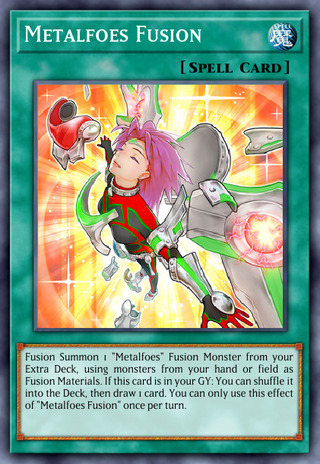 Metalfoes Fusion
魔
[Spell Card]
Fusion Summon 1 "Metalfoes" Fusion Monster from your
Extra Deck, using monsters from your hand or field as
Fusion Materials. If this card is in your GY: You can shuffle it
into the Deck, then draw 1 card. You can only use this effect
of "Metalfoes Fusion" once per turn.